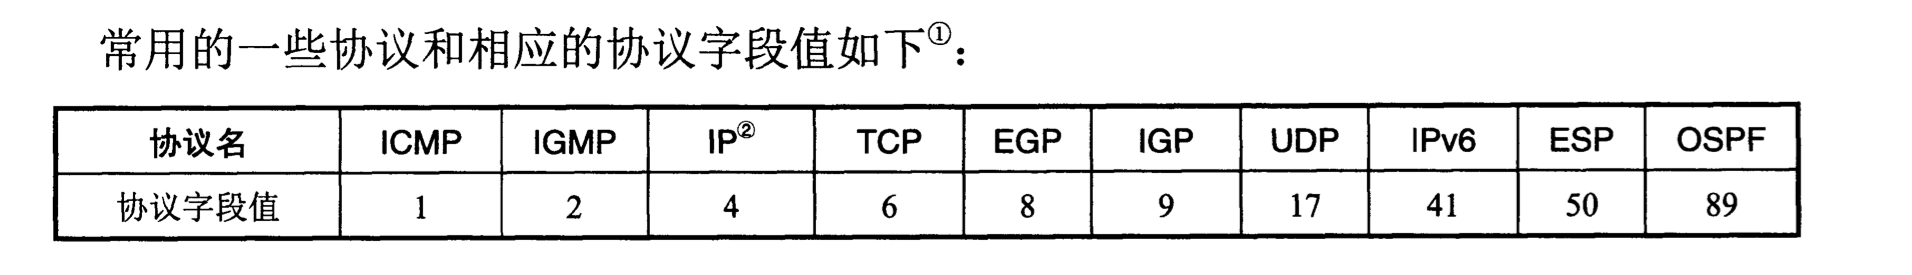 常用的一些协议和相应的协议字段值如下①：
协议名 ICMP IGMP IP② TCP EGP IGP UDP IPv6 ESP OSPF
协议字段值 1 2 4 6 8 9 17 41 50 89